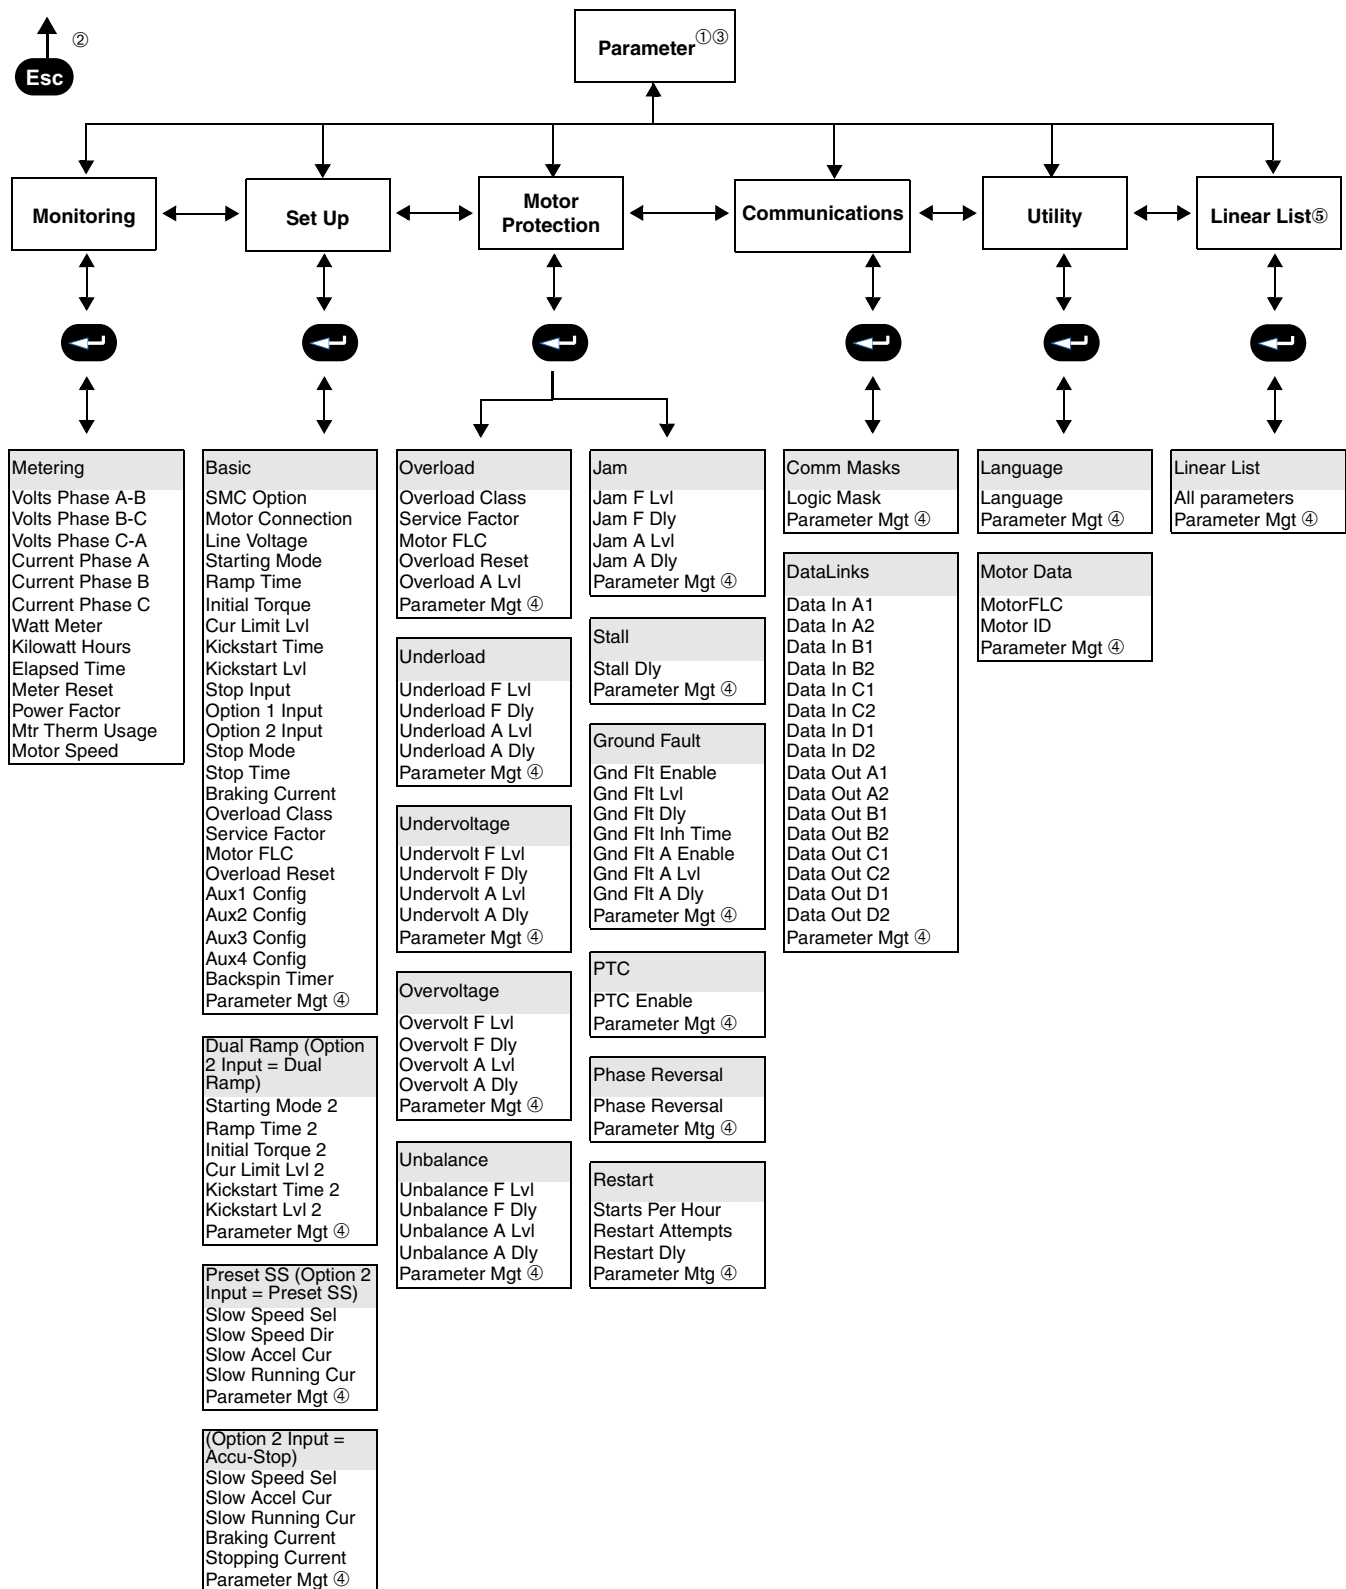 ②
Esc
Parameter①③
Monitoring
Set Up
Motor
Protection
Communications
Utility
Linear List⑤
Metering
Volts Phase A-B
Volts Phase B-C
Volts Phase C-A
Current Phase A
Current Phase B
Current Phase C
Watt Meter
Kilowatt Hours
Elapsed Time
Meter Reset
Power Factor
Mtr Therm Usage
Motor Speed
Basic
SMC Option
Motor Connection
Line Voltage
Starting Mode
Ramp Time
Initial Torque
Cur Limit Lvl
Kickstart Time
Kickstart Lvl
Stop Input
Option 1 Input
Option 2 Input
Stop Mode
Stop Time
Braking Current
Overload Class
Service Factor
Motor FLC
Overload Reset
Aux1 Config
Aux2 Config
Aux3 Config
Aux4 Config
Backspin Timer
Parameter Mgt ④
Dual Ramp (Option
2 Input = Dual
Ramp)
Starting Mode 2
Ramp Time 2
Initial Torque 2
Cur Limit Lvl 2
Kickstart Time 2
Kickstart Lvl 2
Parameter Mgt ④
Preset SS (Option 2
Input = Preset SS)
Slow Speed Sel
Slow Speed Dir
Slow Accel Cur
Slow Running Cur
Parameter Mgt ④
(Option 2 Input =
Accu-Stop)
Slow Speed Sel
Slow Accel Cur
Slow Running Cur
Braking Current
Stopping Current
Parameter Mgt ④
Overload
Overload Class
Service Factor
Motor FLC
Overload Reset
Overload A Lvl
Parameter Mgt ④
Underload
Underload F Lvl
Underload F Dly
Underload A Lvl
Underload A Dly
Parameter Mgt ④
Undervoltage
Undervolt F Lvl
Undervolt F Dly
Undervolt A Lvl
Undervolt A Dly
Parameter Mgt ④
Overvoltage
Overvolt F Lvl
Overvolt F Dly
Overvolt A Lvl
Overvolt A Dly
Parameter Mgt ④
Unbalance
Unbalance F Lvl
Unbalance F Dly
Unbalance A Lvl
Unbalance A Dly
Parameter Mgt ④
Jam
Jam F Lvl
Jam F Dly
Jam A Lvl
Jam A Dly
Parameter Mgt ④
Stall
Stall Dly
Parameter Mgt ④
Ground Fault
Gnd Flt Enable
Gnd Flt Lvl
Gnd Flt Dly
Gnd Flt Inh Time
Gnd Flt A Enable
Gnd Flt A Lvl
Gnd Flt A Dly
Parameter Mgt ④
PTC
PTC Enable
Parameter Mgt ④
Phase Reversal
Phase Reversal
Parameter Mtg ④
Restart
Starts Per Hour
Restart Attempts
Restart Dly
Parameter Mtg ④
Comm Masks
Logic Mask
Parameter Mgt ④
DataLinks
Data In A1
Data In A2
Data In B1
Data In B2
Data In C1
Data In C2
Data In D1
Data In D2
Data Out A1
Data Out A2
Data Out B1
Data Out B2
Data Out C1
Data Out C2
Data Out D1
Data Out D2
Parameter Mgt ④
Language
Language
Parameter Mgt ④
Motor Data
MotorFLC
Motor ID
Parameter Mgt ④
Linear List
All parameters
Parameter Mgt ④